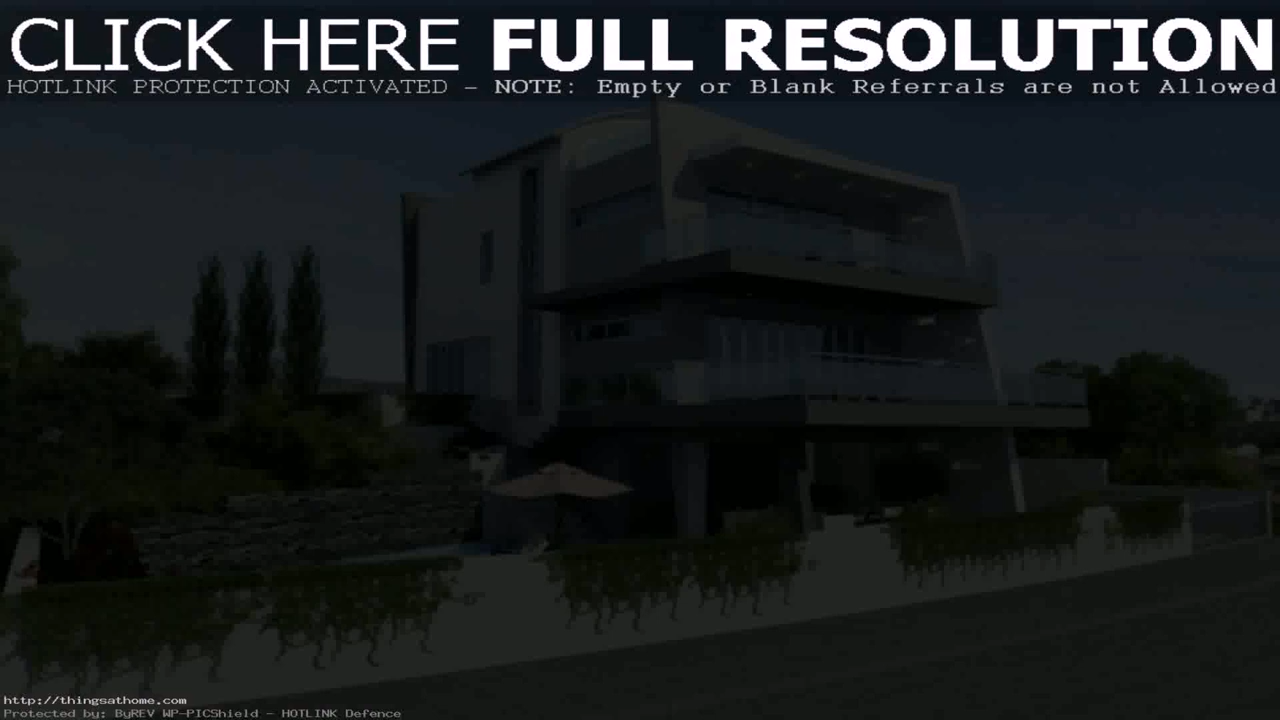 CLICK HERE FULL RESOLUTION
HOTLINK PROTECTION ACTIVATED - NOTE: Empty or Blank Referrals are not Allowed
http://thingsathome.com
Protected by: ByREV WP-PICShield - HOTLINK Defence